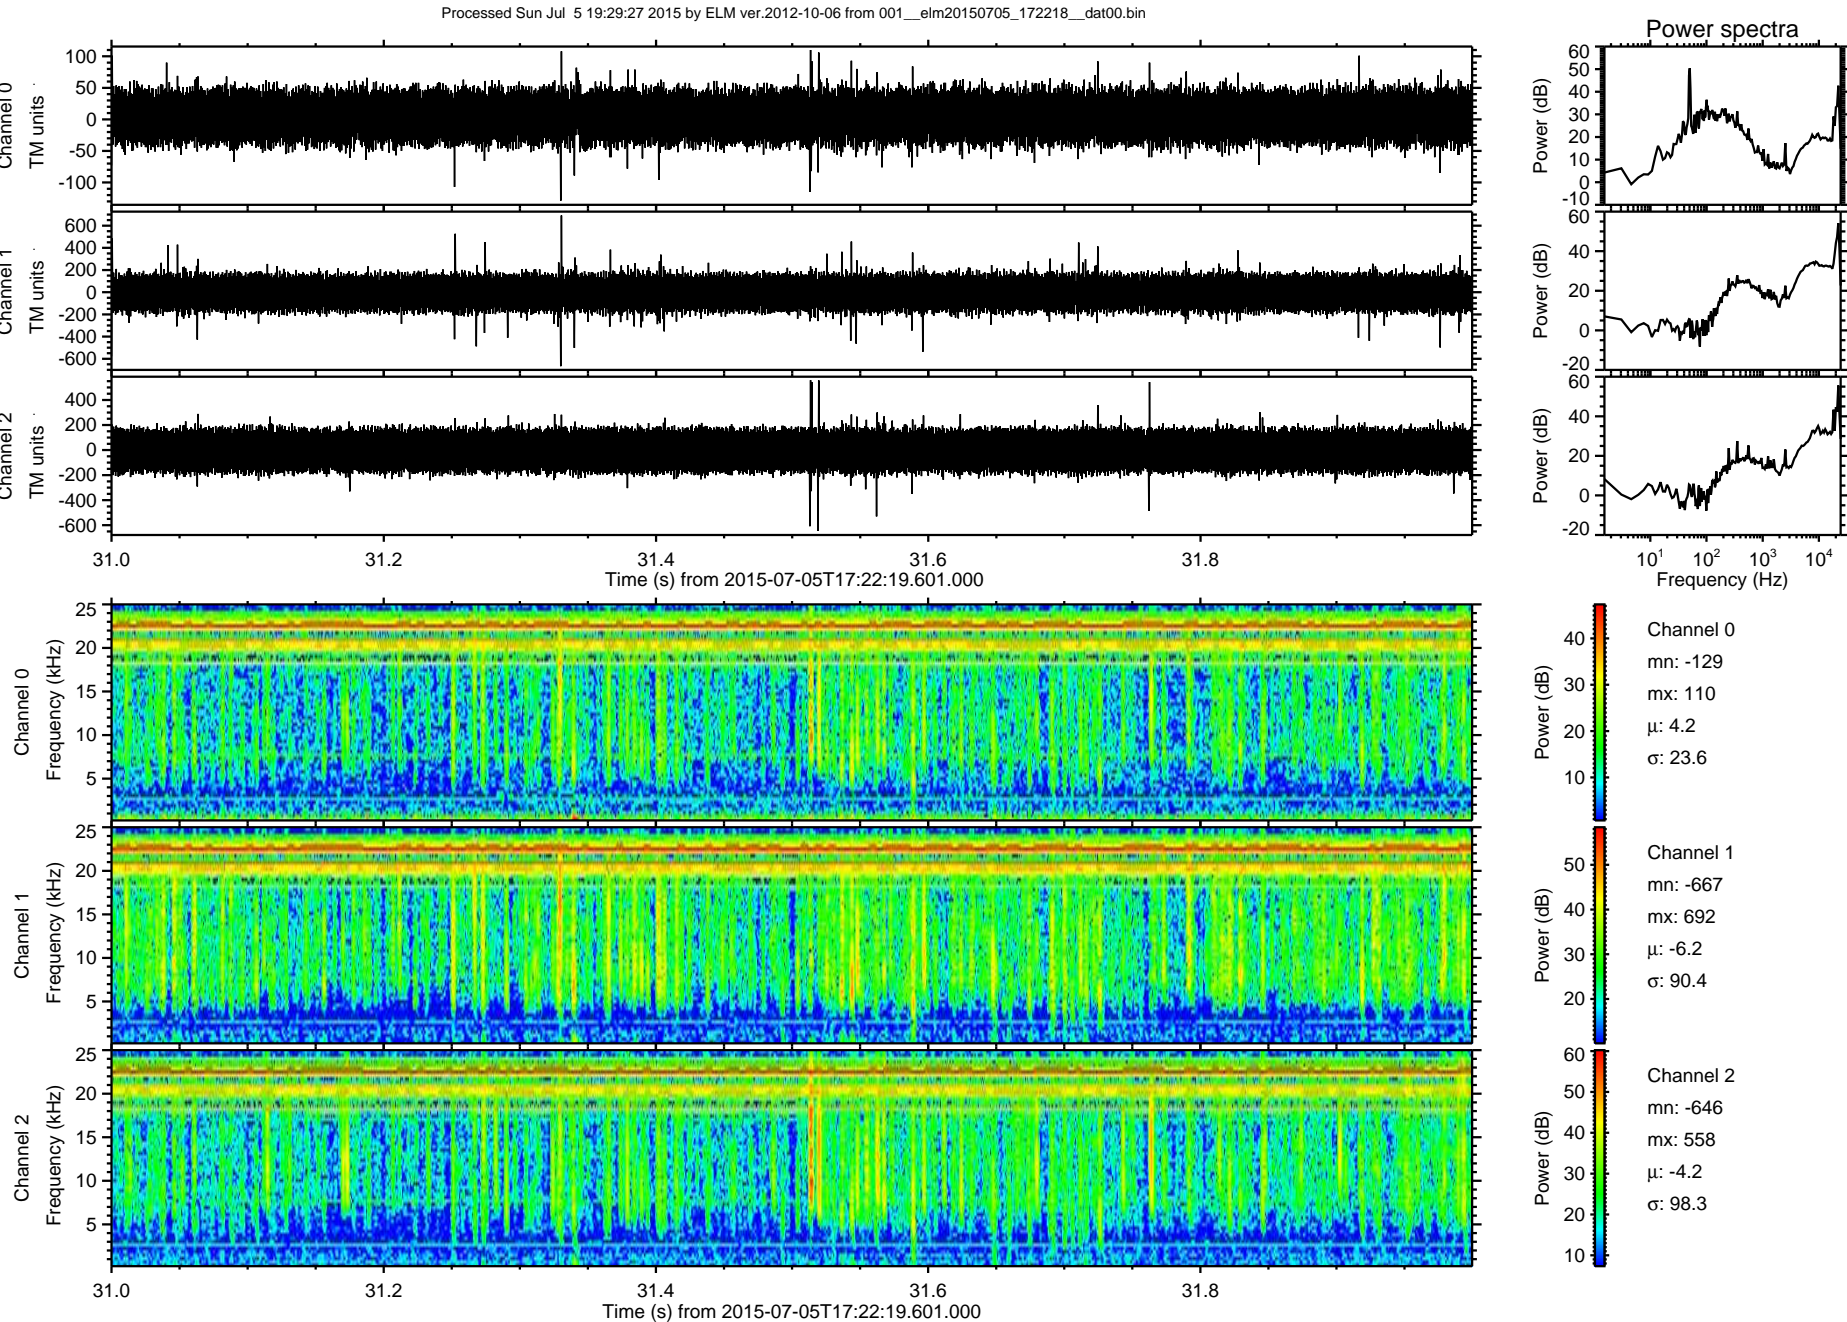 Processed Sun Jul  5 19:29:27 2015 by ELM ver.2012-10-06 from 001__elm20150705_172218__dat00.bin
Power spectra
Channel 0
TM units
100
50
0
-50
-100
Power (dB)
60
50
40
30
20
10
0
-10
Channel 1
TM units
600
400
200
0
-200
-400
-600
Power (dB)
60
40
20
0
-20
Channel 2
TM units
400
200
0
-200
-400
-600
Power (dB)
60
40
20
0
-20
31.0 31.2 31.4 31.6 31.8
Time (s) from 2015-07-05T17:22:19.601.000
10¹ 10² 10³ 10⁴
Frequency (Hz)
Channel 0
Frequency (kHz)
25
20
15
10
5
Power (dB)
40
30
20
10
Channel 0
mn: -129
mx: 110
μ: 4.2
σ: 23.6
Channel 1
Frequency (kHz)
25
20
15
10
5
Power (dB)
50
40
30
20
Channel 1
mn: -667
mx: 692
μ: -6.2
σ: 90.4
Channel 2
Frequency (kHz)
25
20
15
10
5
Power (dB)
60
50
40
30
20
10
Channel 2
mn: -646
mx: 558
μ: -4.2
σ: 98.3
31.0 31.2 31.4 31.6 31.8
Time (s) from 2015-07-05T17:22:19.601.000